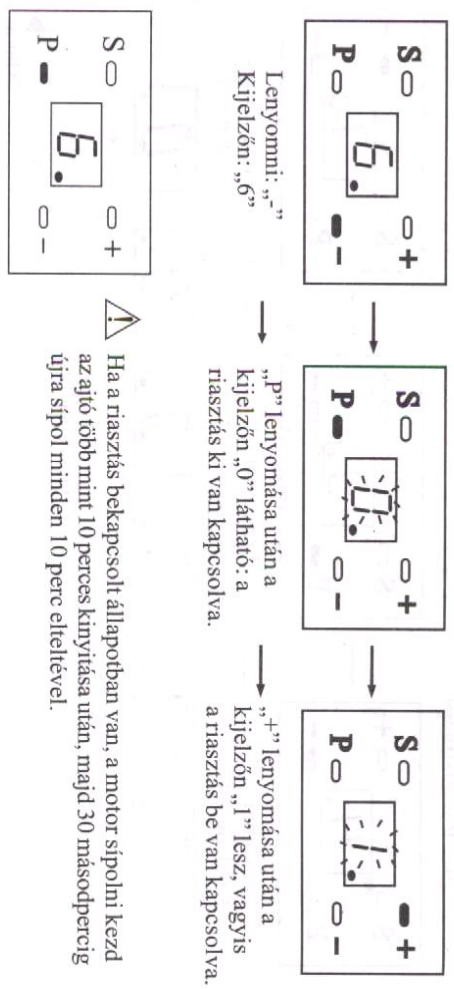 S +
6.
P -
Lenyomni: „-”
Kijelzőn: „6”
S +
0.
P -
„P” lenyomása után a
kijelzőn „0” látható: a
riasztás ki van kapcsolva.
S +
1.
P -
„+” lenyomása után a
kijelzőn „1” lesz, vagyis
a riasztás be van kapcsolva.
S +
6.
P -
Ha a riasztás bekapcsolt állapotban van, a motor sípolni kezd
az ajtó több mint 10 perces kinyitása után, majd 30 másodpercig
újra sípol minden 10 perc elteltével.